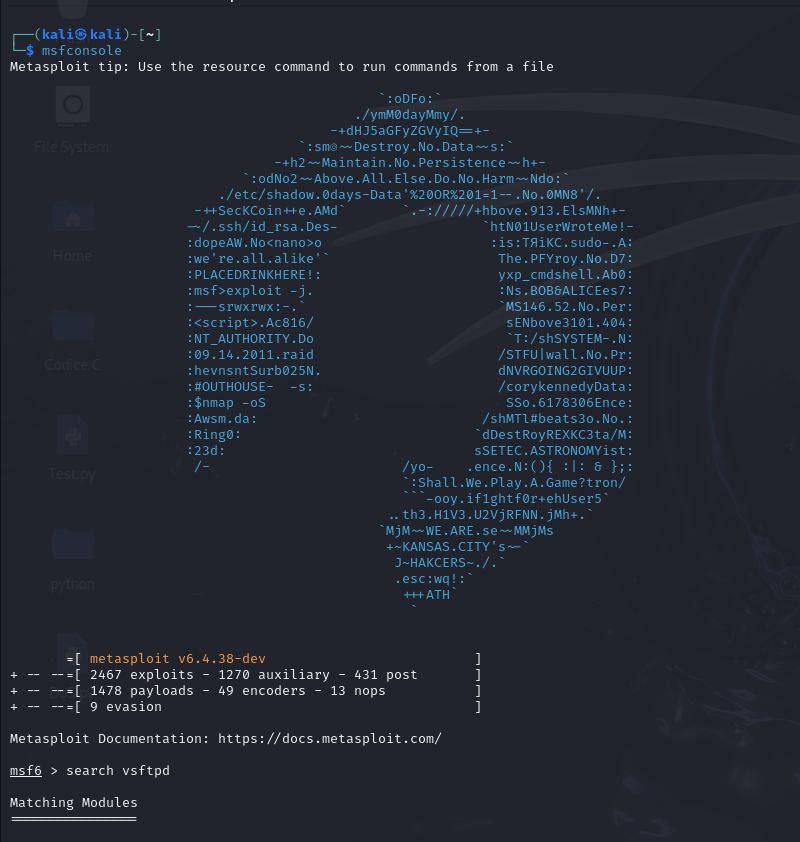 ┌──(kali㉿kali)-[~]
└─$ msfconsole
Metasploit tip: Use the resource command to run commands from a file
`:oDFo:`
./ymM0dayMmy/.
-+dHJ5aGFyZGVyIQ==+-
`:sm⏣~~Destroy.No.Data~~s:`
-+h2~~Maintain.No.Persistence~~h+-
`:odNo2~~Above.All.Else.Do.No.Harm~~Ndo:`
./etc/shadow.0days-Data'%20OR%201=1--.No.0MN8'/.
-++SecKCoin++e.AMd` `.-://///+hbove.913.ElsMNh+-
-~/.ssh/id_rsa.Des- `htN01UserWroteMe!-
:dopeAW.No<nano>o :is:TЯiKC.sudo-.A:
:we're.all.alike'` The.PFYroy.No.D7:
:PLACEDRINKHERE!: yxp_cmdshell.Ab0:
:msf>exploit -j. :Ns.BOB&ALICEes7:
:---srwxrwx:-.` `MS146.52.No.Per:
:<script>.Ac816/ sENbove3101.404:
:NT_AUTHORITY.Do `T:/shSYSTEM-.N:
:09.14.2011.raid /STFU|wall.No.Pr:
:hevnsntSurb025N. dNVRGOING2GIVUUP:
:#OUTHOUSE-  -s: /corykennedyData:
:$nmap -oS SSo.6178306Ence:
:Awsm.da: /shMTl#beats3o.No.:
:Ring0: `dDestRoyREXKC3ta/M:
:23d: sSETEC.ASTRONOMYist:
/- /yo- .ence.N:(){ :|: & };:
`:Shall.We.Play.A.Game?tron/
```-ooy.if1ghtf0r+ehUser5`
..th3.H1V3.U2VjRFNN.jMh+.`
`MjM~~WE.ARE.se~~MMjMs
+~KANSAS.CITY's~-`
J~HAKCERS~./.`
.esc:wq!:`
+++ATH`
`
=[ metasploit v6.4.38-dev ]
+ -- --=[ 2467 exploits - 1270 auxiliary - 431 post ]
+ -- --=[ 1478 payloads - 49 encoders - 13 nops ]
+ -- --=[ 9 evasion ]
Metasploit Documentation: https://docs.metasploit.com/
msf6 > search vsftpd
Matching Modules
================
File System
Home
Codice C
Test.py
python